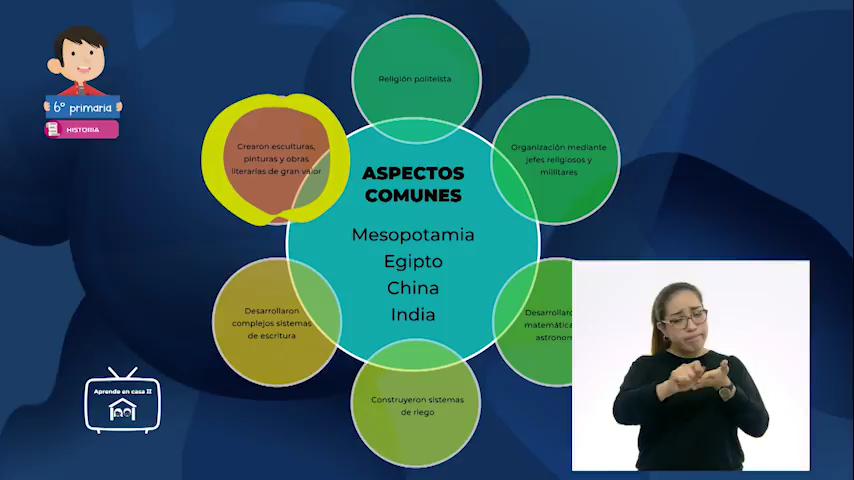 6° primaria
HISTORIA
Religión politeísta
Crearon esculturas,
pinturas y obras
literarias de gran valor
Organización mediante
jefes religiosos y
militares
ASPECTOS
COMUNES
Mesopotamia
Egipto
China
India
Desarrollaron
complejos sistemas
de escritura
Construyeron sistemas
de riego
Aprende en casa II